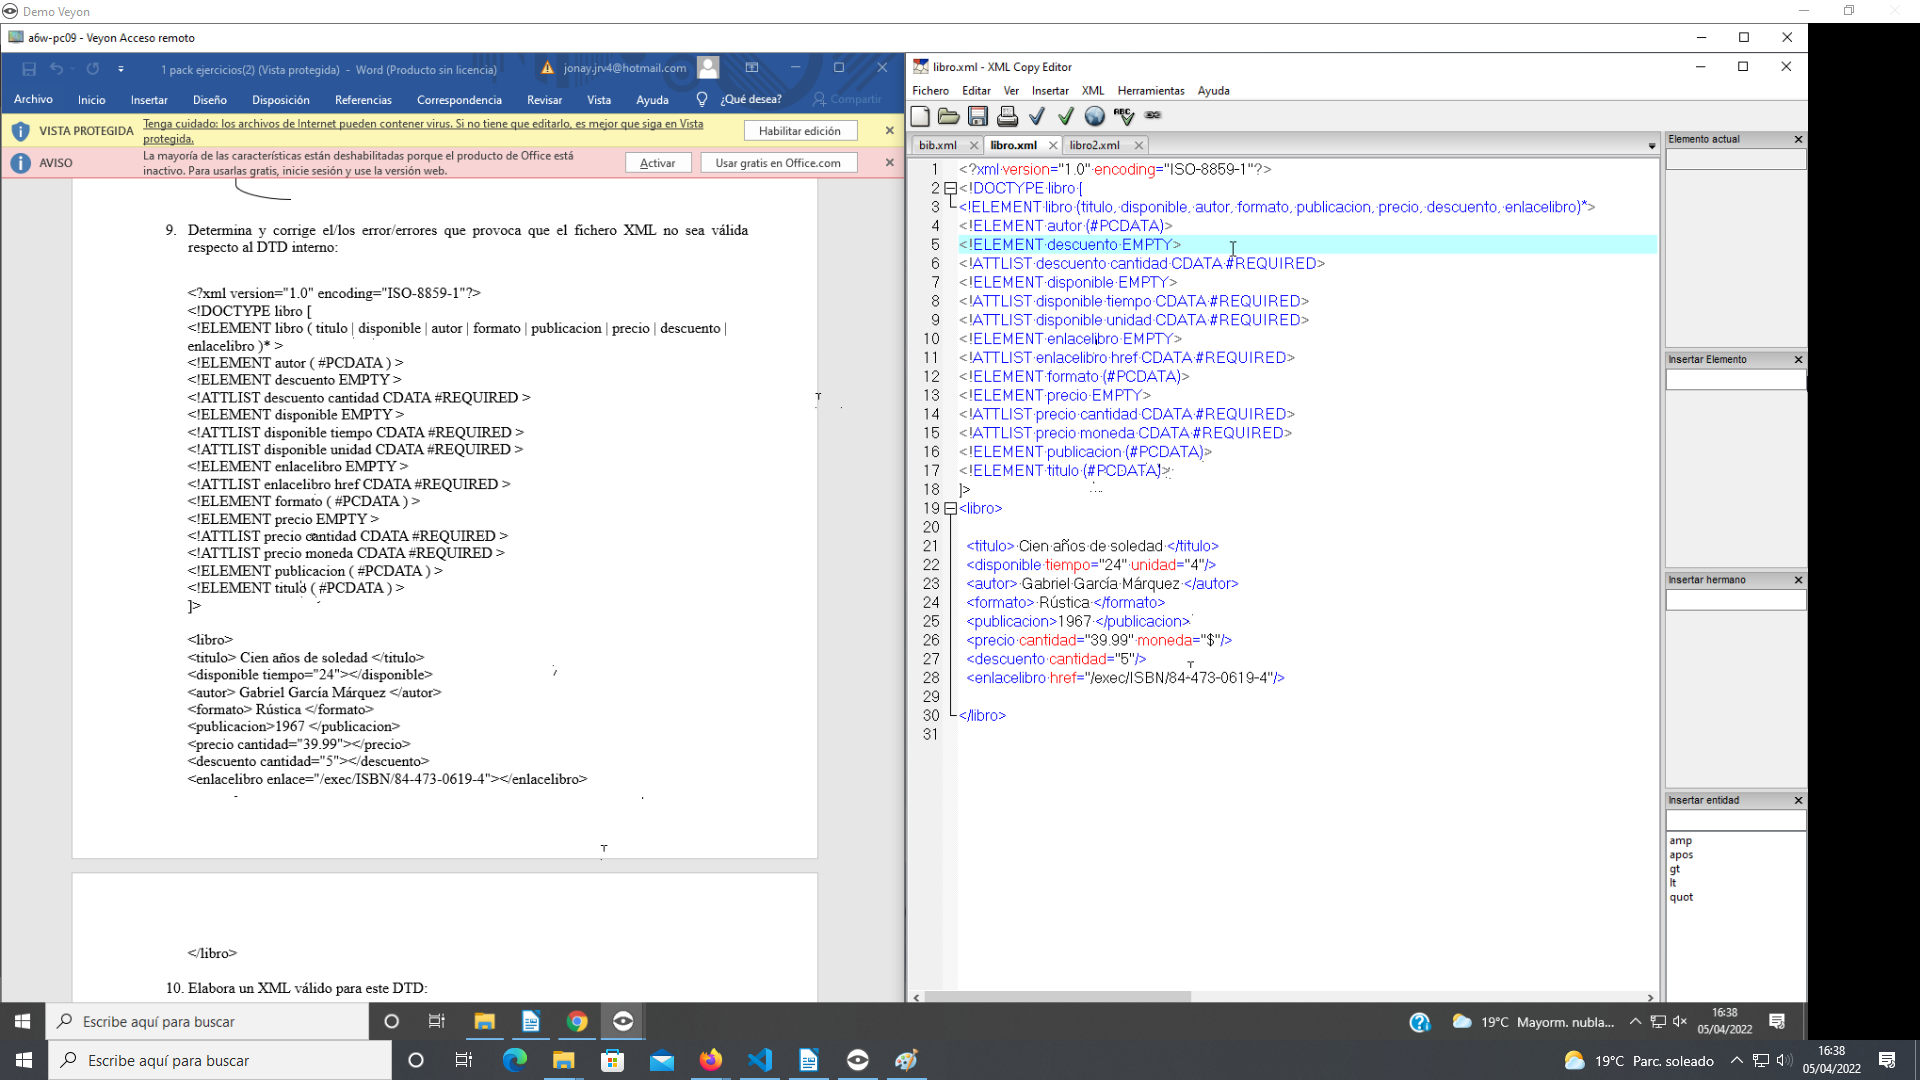 Demo Veyon
a6w-pc09 - Veyon Acceso remoto
1 pack ejercicios(2) (Vista protegida) - Word (Producto sin licencia)
jonay.jrv4@hotmail.com
Archivo Inicio Insertar Diseño Disposición Referencias Correspondencia Revisar Vista Ayuda ¿Qué desea? Compartir
VISTA PROTEGIDA
Tenga cuidado: los archivos de Internet pueden contener virus. Si no tiene que editarlo, es mejor que siga en Vista
protegida.
Habilitar edición
AVISO
La mayoría de las características están deshabilitadas porque el producto de Office está
inactivo. Para usarlas gratis, inicie sesión y use la versión web.
Activar
Usar gratis en Office.com
9. Determina y corrige el/los error/errores que provoca que el fichero XML no sea válida
respecto al DTD interno:
<?xml version="1.0" encoding="ISO-8859-1"?>
<!DOCTYPE libro [
<!ELEMENT libro ( titulo | disponible | autor | formato | publicacion | precio | descuento |
enlacelibro )* >
<!ELEMENT autor ( #PCDATA ) >
<!ELEMENT descuento EMPTY >
<!ATTLIST descuento cantidad CDATA #REQUIRED >
<!ELEMENT disponible EMPTY >
<!ATTLIST disponible tiempo CDATA #REQUIRED >
<!ATTLIST disponible unidad CDATA #REQUIRED >
<!ELEMENT enlacelibro EMPTY >
<!ATTLIST enlacelibro href CDATA #REQUIRED >
<!ELEMENT formato ( #PCDATA ) >
<!ELEMENT precio EMPTY >
<!ATTLIST precio cantidad CDATA #REQUIRED >
<!ATTLIST precio moneda CDATA #REQUIRED >
<!ELEMENT publicacion ( #PCDATA ) >
<!ELEMENT titulo ( #PCDATA ) >
]>
<libro>
<titulo> Cien años de soledad </titulo>
<disponible tiempo="24"></disponible>
<autor> Gabriel García Márquez </autor>
<formato> Rústica </formato>
<publicacion>1967 </publicacion>
<precio cantidad="39.99"></precio>
<descuento cantidad="5"></descuento>
<enlacelibro enlace="/exec/ISBN/84-473-0619-4"></enlacelibro>
</libro>
10. Elabora un XML válido para este DTD:
libro.xml - XML Copy Editor
Fichero Editar Ver Insertar XML Herramientas Ayuda
bib.xml libro.xml libro2.xml
1 <?xml version="1.0" encoding="ISO-8859-1"?>
2 <!DOCTYPE libro [
3 <!ELEMENT libro (titulo, disponible, autor, formato, publicacion, precio, descuento, enlacelibro)*>
4 <!ELEMENT autor (#PCDATA)>
5 <!ELEMENT descuento EMPTY>
6 <!ATTLIST descuento cantidad CDATA #REQUIRED>
7 <!ELEMENT disponible EMPTY>
8 <!ATTLIST disponible tiempo CDATA #REQUIRED>
9 <!ATTLIST disponible unidad CDATA #REQUIRED>
10 <!ELEMENT enlacelibro EMPTY>
11 <!ATTLIST enlacelibro href CDATA #REQUIRED>
12 <!ELEMENT formato (#PCDATA)>
13 <!ELEMENT precio EMPTY>
14 <!ATTLIST precio cantidad CDATA #REQUIRED>
15 <!ATTLIST precio moneda CDATA #REQUIRED>
16 <!ELEMENT publicacion (#PCDATA)>
17 <!ELEMENT titulo (#PCDATA)>
18 ]>
19 <libro>
20
21 <titulo> Cien años de soledad </titulo>
22 <disponible tiempo="24" unidad="4"/>
23 <autor> Gabriel García Márquez </autor>
24 <formato> Rústica </formato>
25 <publicacion>1967 </publicacion>
26 <precio cantidad="39.99" moneda="$"/>
27 <descuento cantidad="5"/>
28 <enlacelibro href="/exec/ISBN/84-473-0619-4"/>
29
30 </libro>
31
Elemento actual
Insertar Elemento
Insertar hermano
Insertar entidad
amp
apos
gt
lt
quot
Escribe aquí para buscar
19°C Mayorm. nubla...
16:38
05/04/2022
Escribe aquí para buscar
19°C Parc. soleado
16:38
05/04/2022